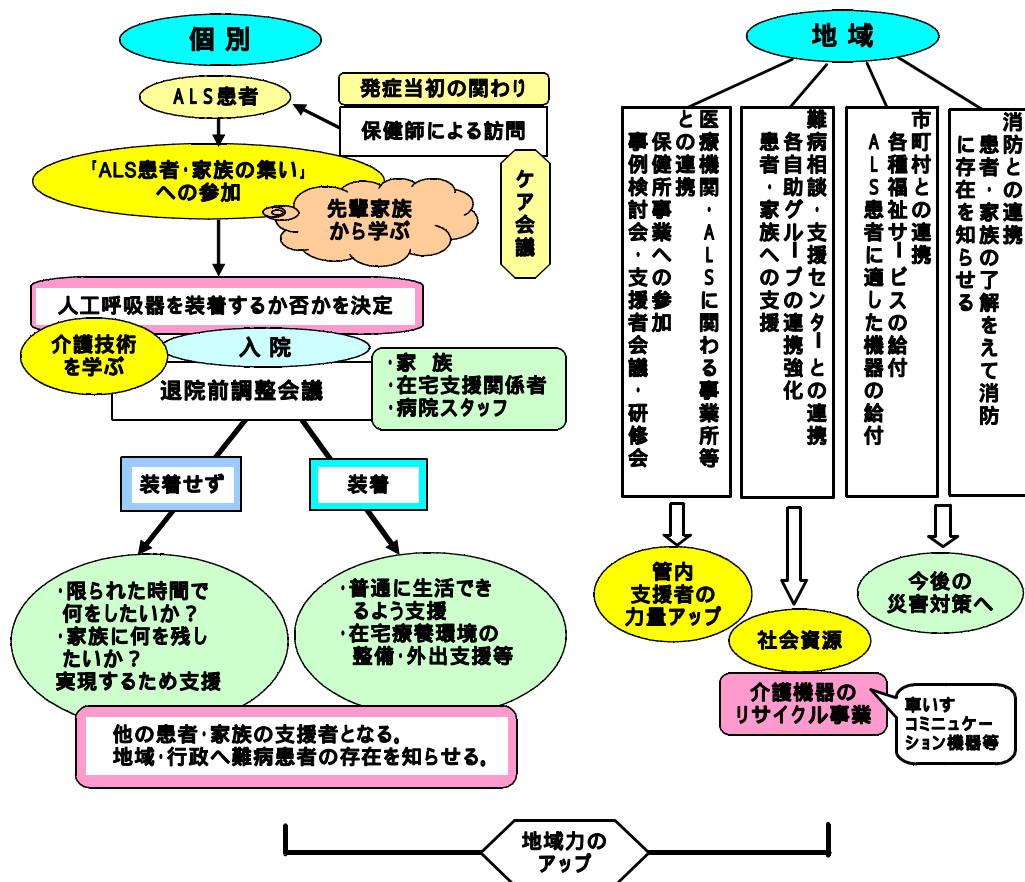 個別
ALS患者
発症当初の関わり
保健師による訪問
「ALS患者・家族の集い」
への参加
先輩家族
から学ぶ
ケア会議
人工呼吸器を装着するか否かを決定
介護技術
を学ぶ
入院
退院前調整会議
・家 族
・在宅支援関係者
・病院スタッフ
装着せず
装着
・限られた時間で
何をしたいか？
・家族に何を残し
たいか？
実現するため支援
・普通に生活でき
るよう支援
・在宅療養環境の
整備・外出支援等
他の患者・家族の支援者となる。
地域・行政へ難病患者の存在を知らせる。
地域
医療機関・ALSに関わる事業所等
との連携
保健所事業への参加
事例検討会・支援者会議・研修会
難病相談・支援センターとの連携
各自助グループの連携強化
患者・家族への支援
市町村との連携
各種福祉サービスの給付
ALS患者に適した機器の給付
消防との連携
患者・家族の了解をえて消防
に存在を知らせる
管内
支援者の
力量アップ
社会資源
介護機器の
リサイクル事業
車いす
コミニュケー
ション機器等
今後の
災害対策へ
地域力の
アップ